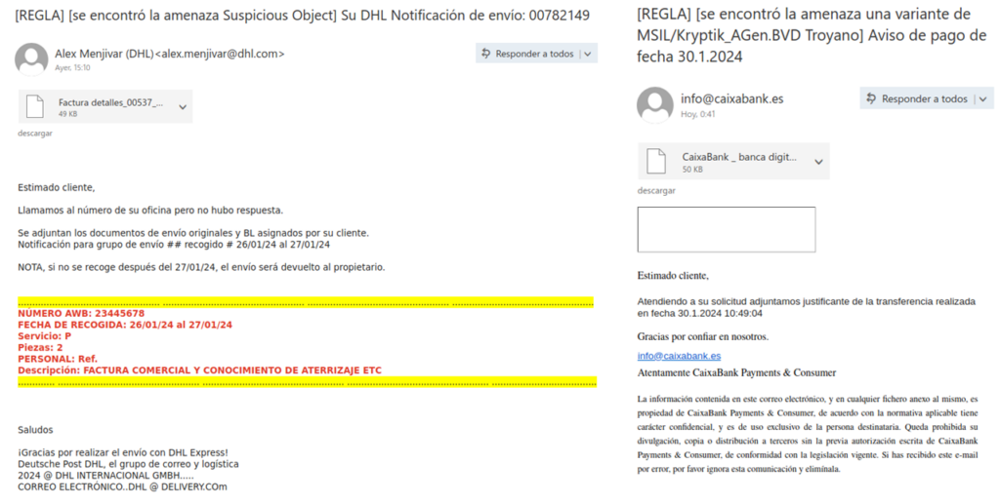 [REGLA] [se encontró la amenaza Suspicious Object] Su DHL Notificación de envío: 00782149
Alex Menjivar (DHL)<alex.menjivar@dhl.com>
Ayer, 15:10
Responder a todos
Factura detalles_00537_...
49 KB
descargar
Estimado cliente,
Llamamos al número de su oficina pero no hubo respuesta.
Se adjuntan los documentos de envío originales y BL asignados por su cliente.
Notificación para grupo de envío ## recogido # 26/01/24 al 27/01/24
NOTA, si no se recoge después del 27/01/24, el envío será devuelto al propietario.
NÚMERO AWB: 23445678
FECHA DE RECOGIDA: 26/01/24 al 27/01/24
Servicio: P
Piezas: 2
PERSONAL: Ref.
Descripción: FACTURA COMERCIAL Y CONOCIMIENTO DE ATERRIZAJE ETC
Saludos
¡Gracias por realizar el envío con DHL Express!
Deutsche Post DHL, el grupo de correo y logística
2024 @ DHL INTERNACIONAL GMBH.....
CORREO ELECTRÓNICO..DHL @ DELIVERY.COm
[REGLA] [se encontró la amenaza una variante de
MSIL/Kryptik_AGen.BVD Troyano] Aviso de pago de
fecha 30.1.2024
info@caixabank.es
Hoy, 0:41
Responder a todos
CaixaBank _ banca digit...
50 KB
descargar
Estimado cliente,
Atendiendo a su solicitud adjuntamos justificante de la transferencia realizada
en fecha 30.1.2024 10:49:04
Gracias por confiar en nosotros.
info@caixabank.es
Atentamente CaixaBank Payments & Consumer
La información contenida en este correo electrónico, y en cualquier fichero anexo al mismo, es
propiedad de CaixaBank Payments & Consumer, de acuerdo con la normativa aplicable tiene
carácter confidencial, y es de uso exclusivo de la persona destinataria. Queda prohibida su
divulgación, copia o distribución a terceros sin la previa autorización escrita de CaixaBank
Payments & Consumer, de conformidad con la legislación vigente. Si has recibido este e-mail
por error, por favor ignora esta comunicación y elimínala.